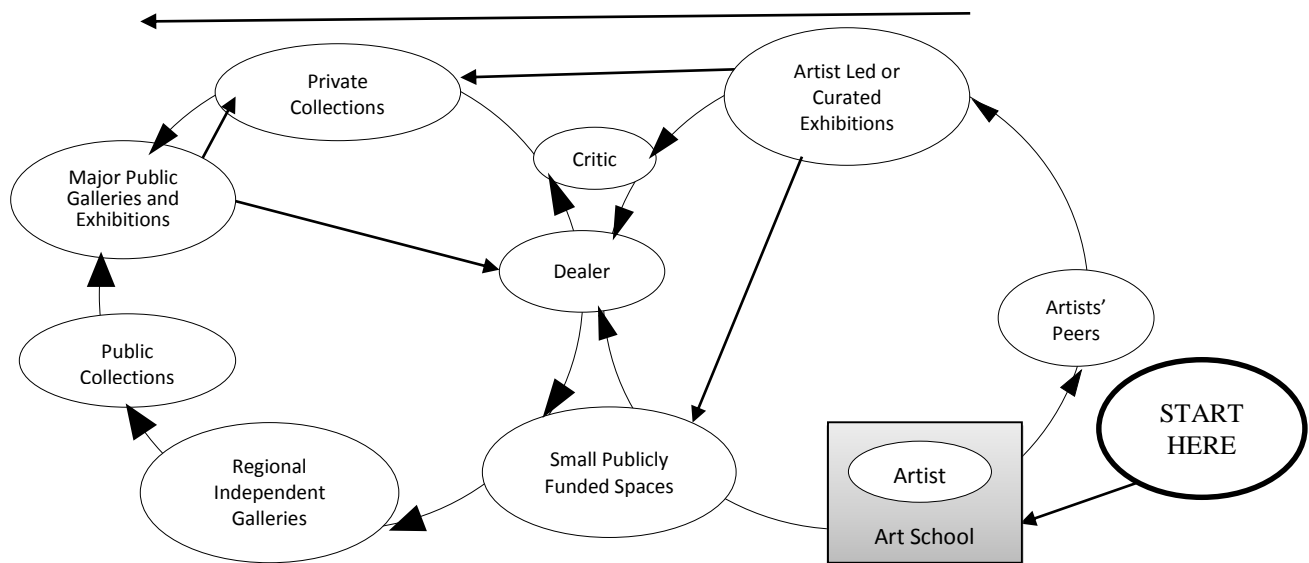 Private
Collections
Artist Led or
Curated
Exhibitions
Critic
Major Public
Galleries and
Exhibitions
Dealer
Artists’
Peers
Public
Collections
START
HERE
Regional
Independent
Galleries
Small Publicly
Funded Spaces
Artist
Art School